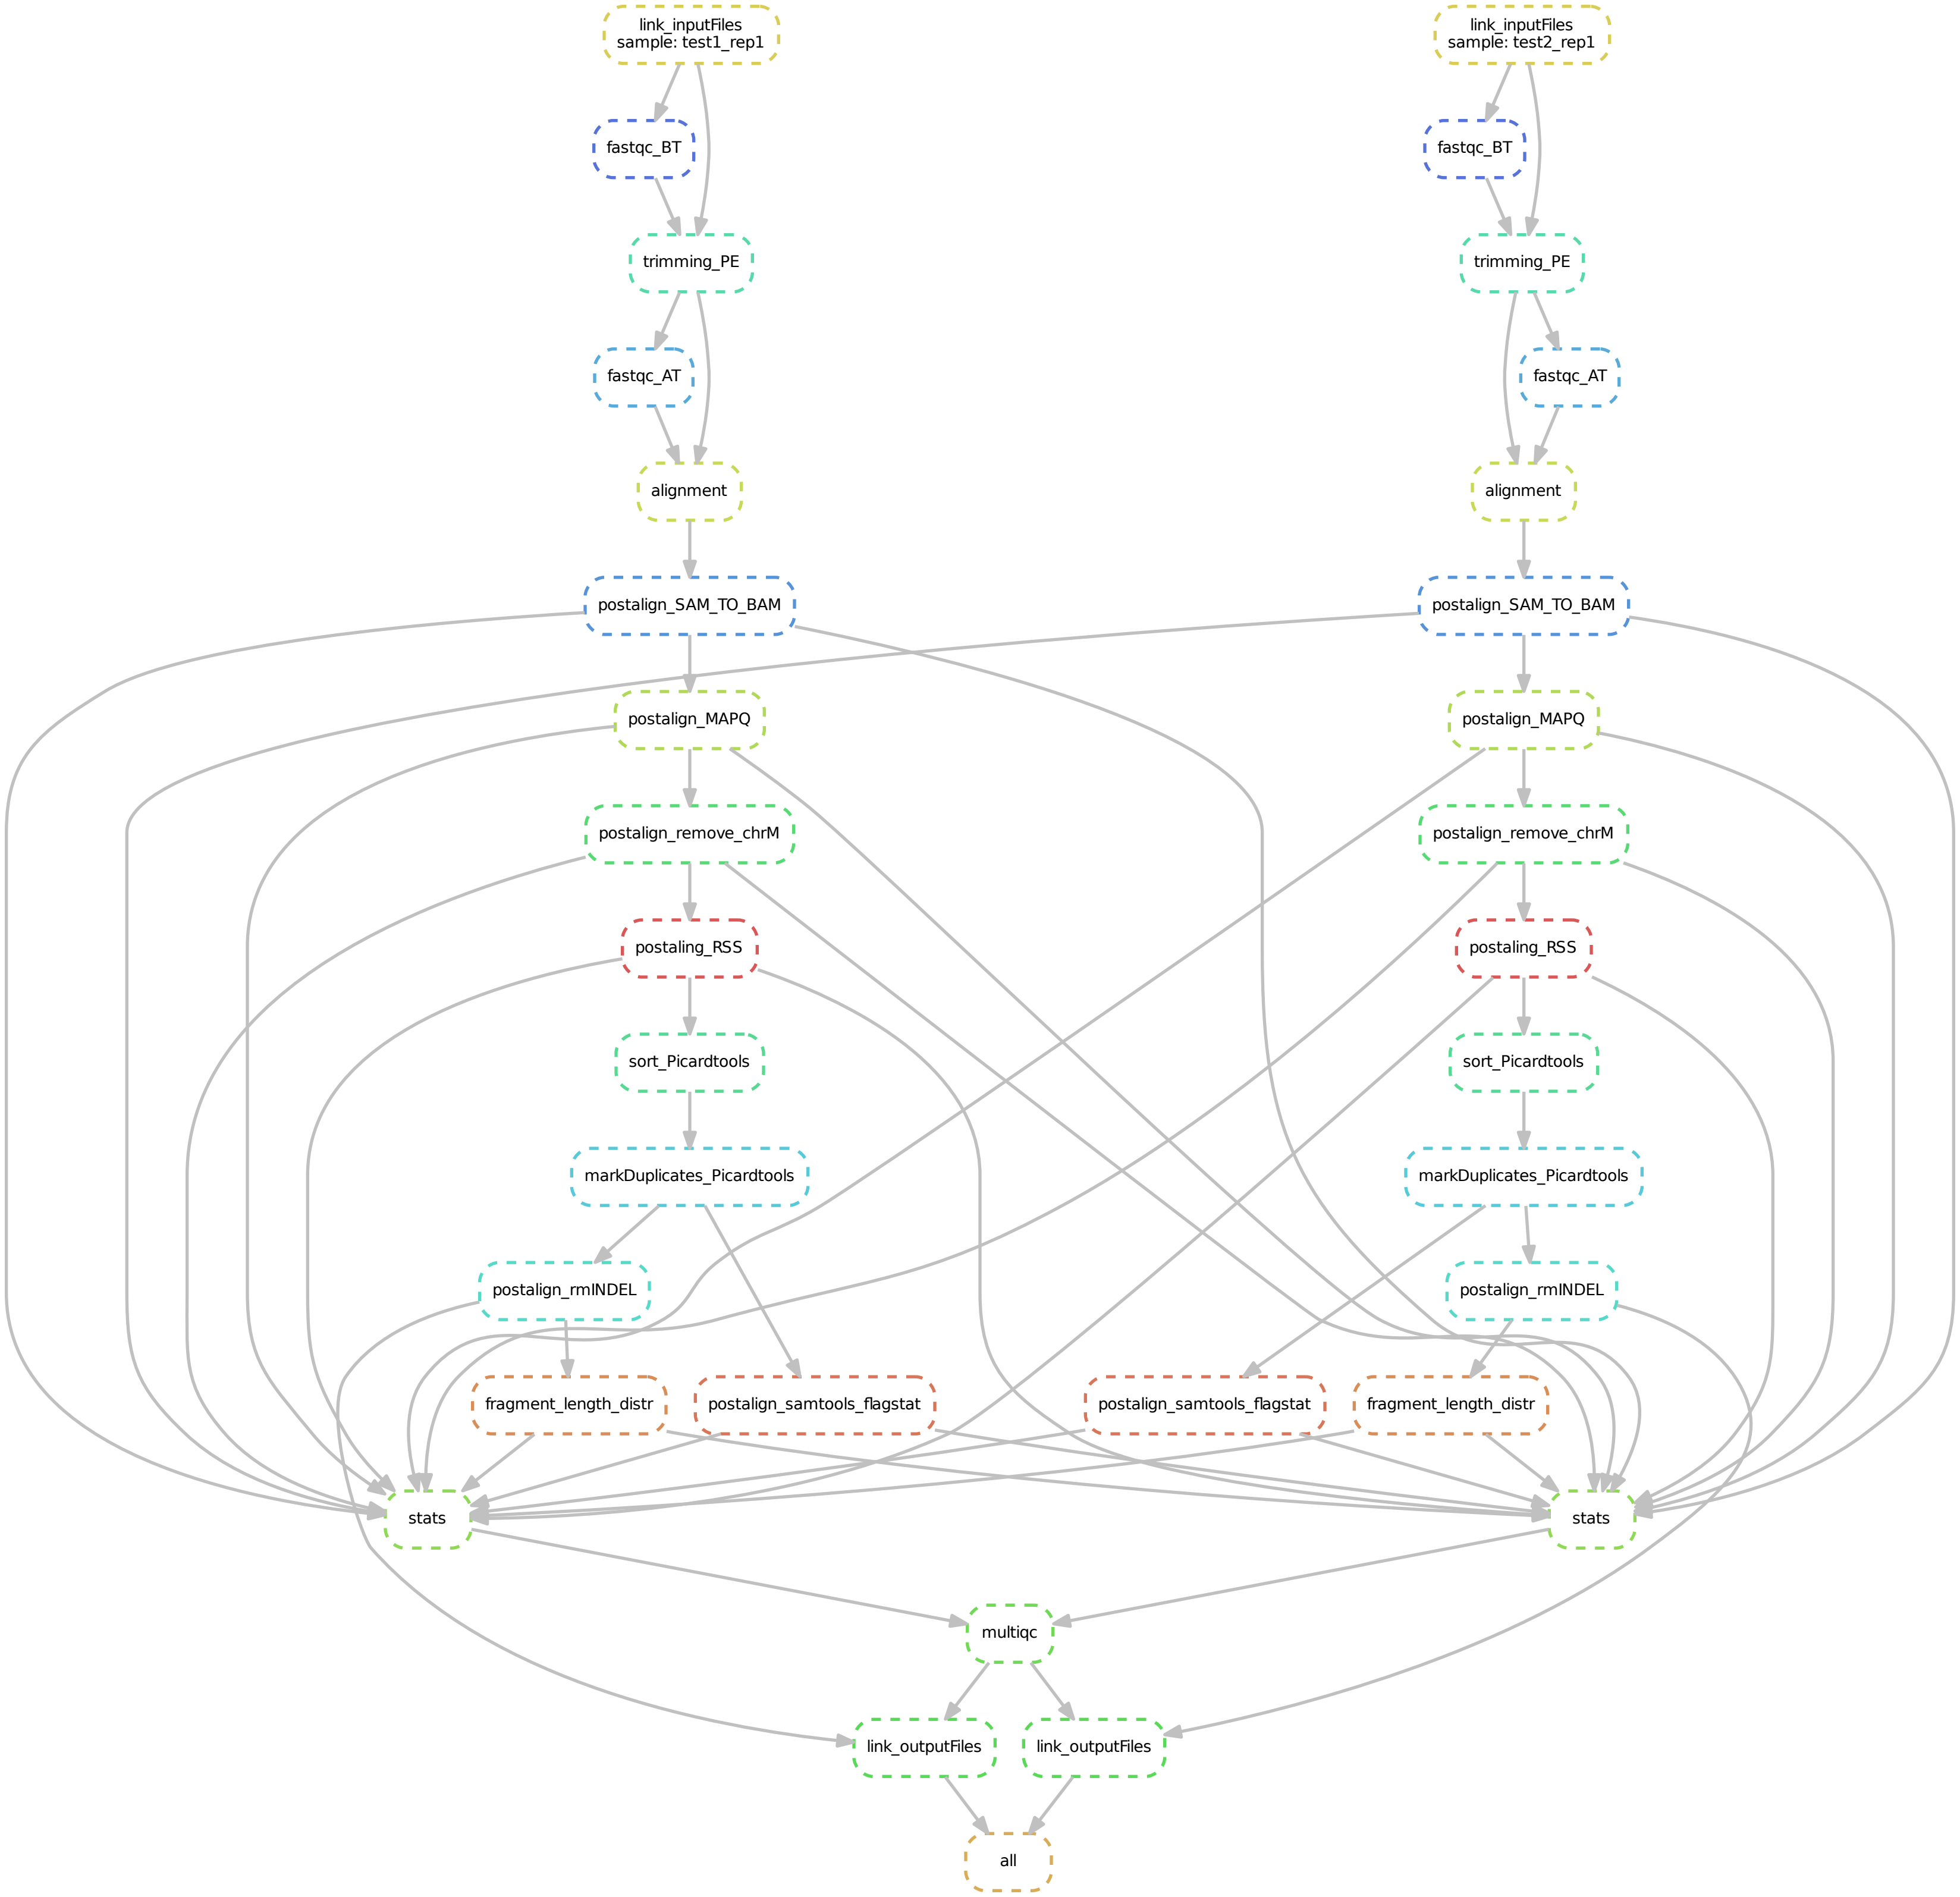 link_inputFiles
sample: test1_rep1
link_inputFiles
sample: test2_rep1
fastqc_BT
fastqc_BT
trimming_PE
trimming_PE
fastqc_AT
fastqc_AT
alignment
alignment
postalign_SAM_TO_BAM
postalign_SAM_TO_BAM
postalign_MAPQ
postalign_MAPQ
postalign_remove_chrM
postalign_remove_chrM
postaling_RSS
postaling_RSS
sort_Picardtools
sort_Picardtools
markDuplicates_Picardtools
markDuplicates_Picardtools
postalign_rmINDEL
postalign_rmINDEL
fragment_length_distr
postalign_samtools_flagstat
postalign_samtools_flagstat
fragment_length_distr
stats
stats
multiqc
link_outputFiles
link_outputFiles
all